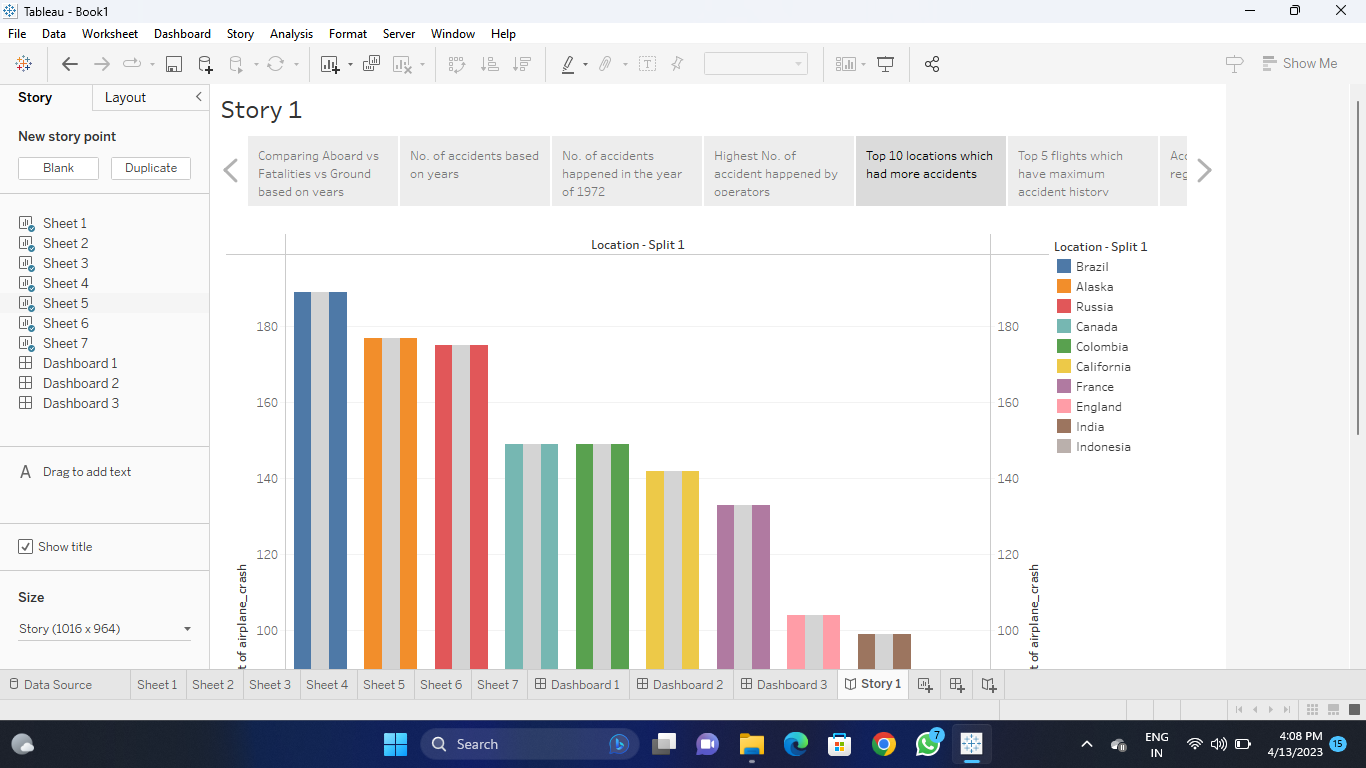 Tableau - Book1
File Data Worksheet Dashboard Story Analysis Format Server Window Help
Show Me
Story Layout
New story point
Blank Duplicate
Sheet 1
Sheet 2
Sheet 3
Sheet 4
Sheet 5
Sheet 6
Sheet 7
Dashboard 1
Dashboard 2
Dashboard 3
A Drag to add text
Show title
Size
Story (1016 x 964)
Story 1
Comparing Aboard vs
Fatalities vs Ground
based on years
No. of accidents based
on years
No. of accidents
happened in the year
of 1972
Highest No. of
accident happened by
operators
Top 10 locations which
had more accidents
Top 5 flights which
have maximum
accident history
Location - Split 1
180
160
140
120
100
t of airplane_crash
180
160
140
120
100
t of airplane_crash
Location - Split 1
Brazil
Alaska
Russia
Canada
Colombia
California
France
England
India
Indonesia
Data Source Sheet 1 Sheet 2 Sheet 3 Sheet 4 Sheet 5 Sheet 6 Sheet 7 Dashboard 1 Dashboard 2 Dashboard 3 Story 1
Search
7
ENG
IN
4:08 PM
4/13/2023
15